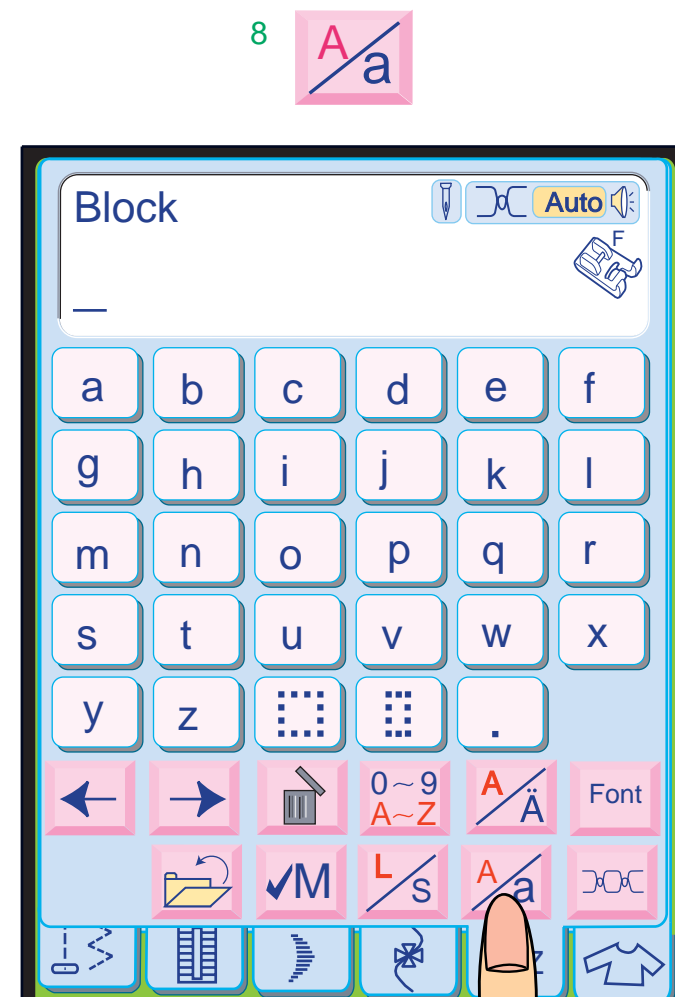 8 A/a
Block Auto
F
_
a b c d e f
g h i j k l
m n o p q r
s t u v w x
y z .
0~9 A/Ä Font
A~Z
✓M L/s A/a
z